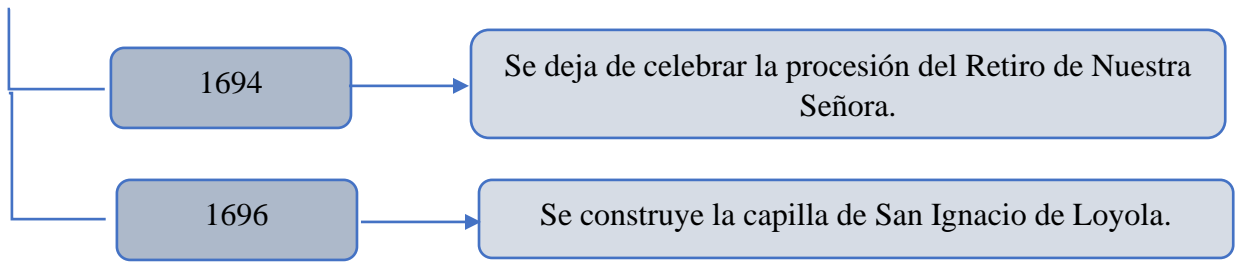 1694
Se deja de celebrar la procesión del Retiro de Nuestra
Señora.
1696
Se construye la capilla de San Ignacio de Loyola.